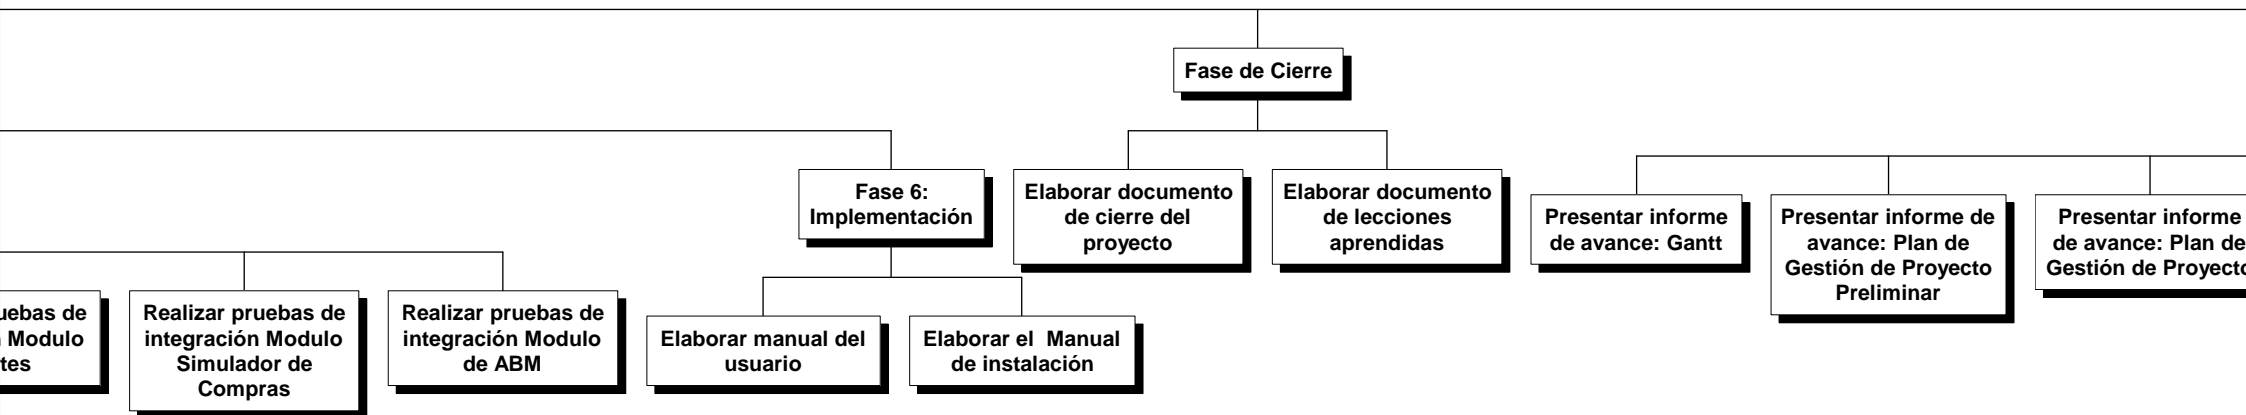 Fase de Cierre
Fase 6:
Implementación
Elaborar documento
de cierre del
proyecto
Elaborar documento
de lecciones
aprendidas
Presentar informe
de avance: Gantt
Presentar informe de
avance: Plan de
Gestión de Proyecto
Preliminar
Presentar informe
de avance: Plan de
Gestión de Proyecto
de
Modulo
Realizar pruebas de
integración Modulo
Simulador de
Compras
Realizar pruebas de
integración Modulo
de ABM
Elaborar manual del
usuario
Elaborar el  Manual
de instalación